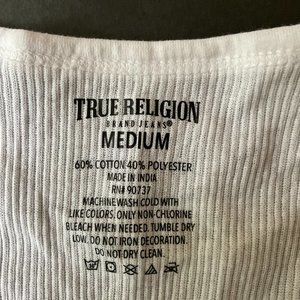 TRUE RELIGION
BRAND JEANS®
MEDIUM
60% COTTON 40% POLYESTER
MADE IN INDIA
RN# 90737
MACHINE WASH COLD WITH
LIKE COLORS. ONLY NON-CHLORINE
BLEACH WHEN NEEDED. TUMBLE DRY
LOW. DO NOT IRON DECORATION.
DO NOT DRY CLEAN.